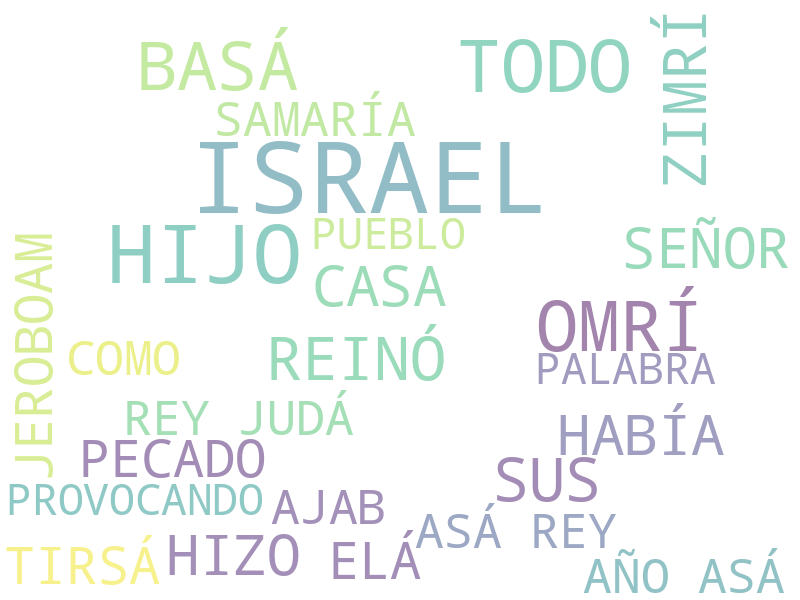 BASÁ
TODO
ZIMRÍ
SAMARÍA
ISRAEL
HIJO
PUEBLO
SEÑOR
CASA
JEROBOAM
OMRÍ
COMO
REINÓ
PALABRA
REY JUDÁ
HABÍA
PECADO
SUS
PROVOCANDO
AJAB
ASÁ REY
TIRSÁ
HIZO
ELÁ
AÑO ASÁ